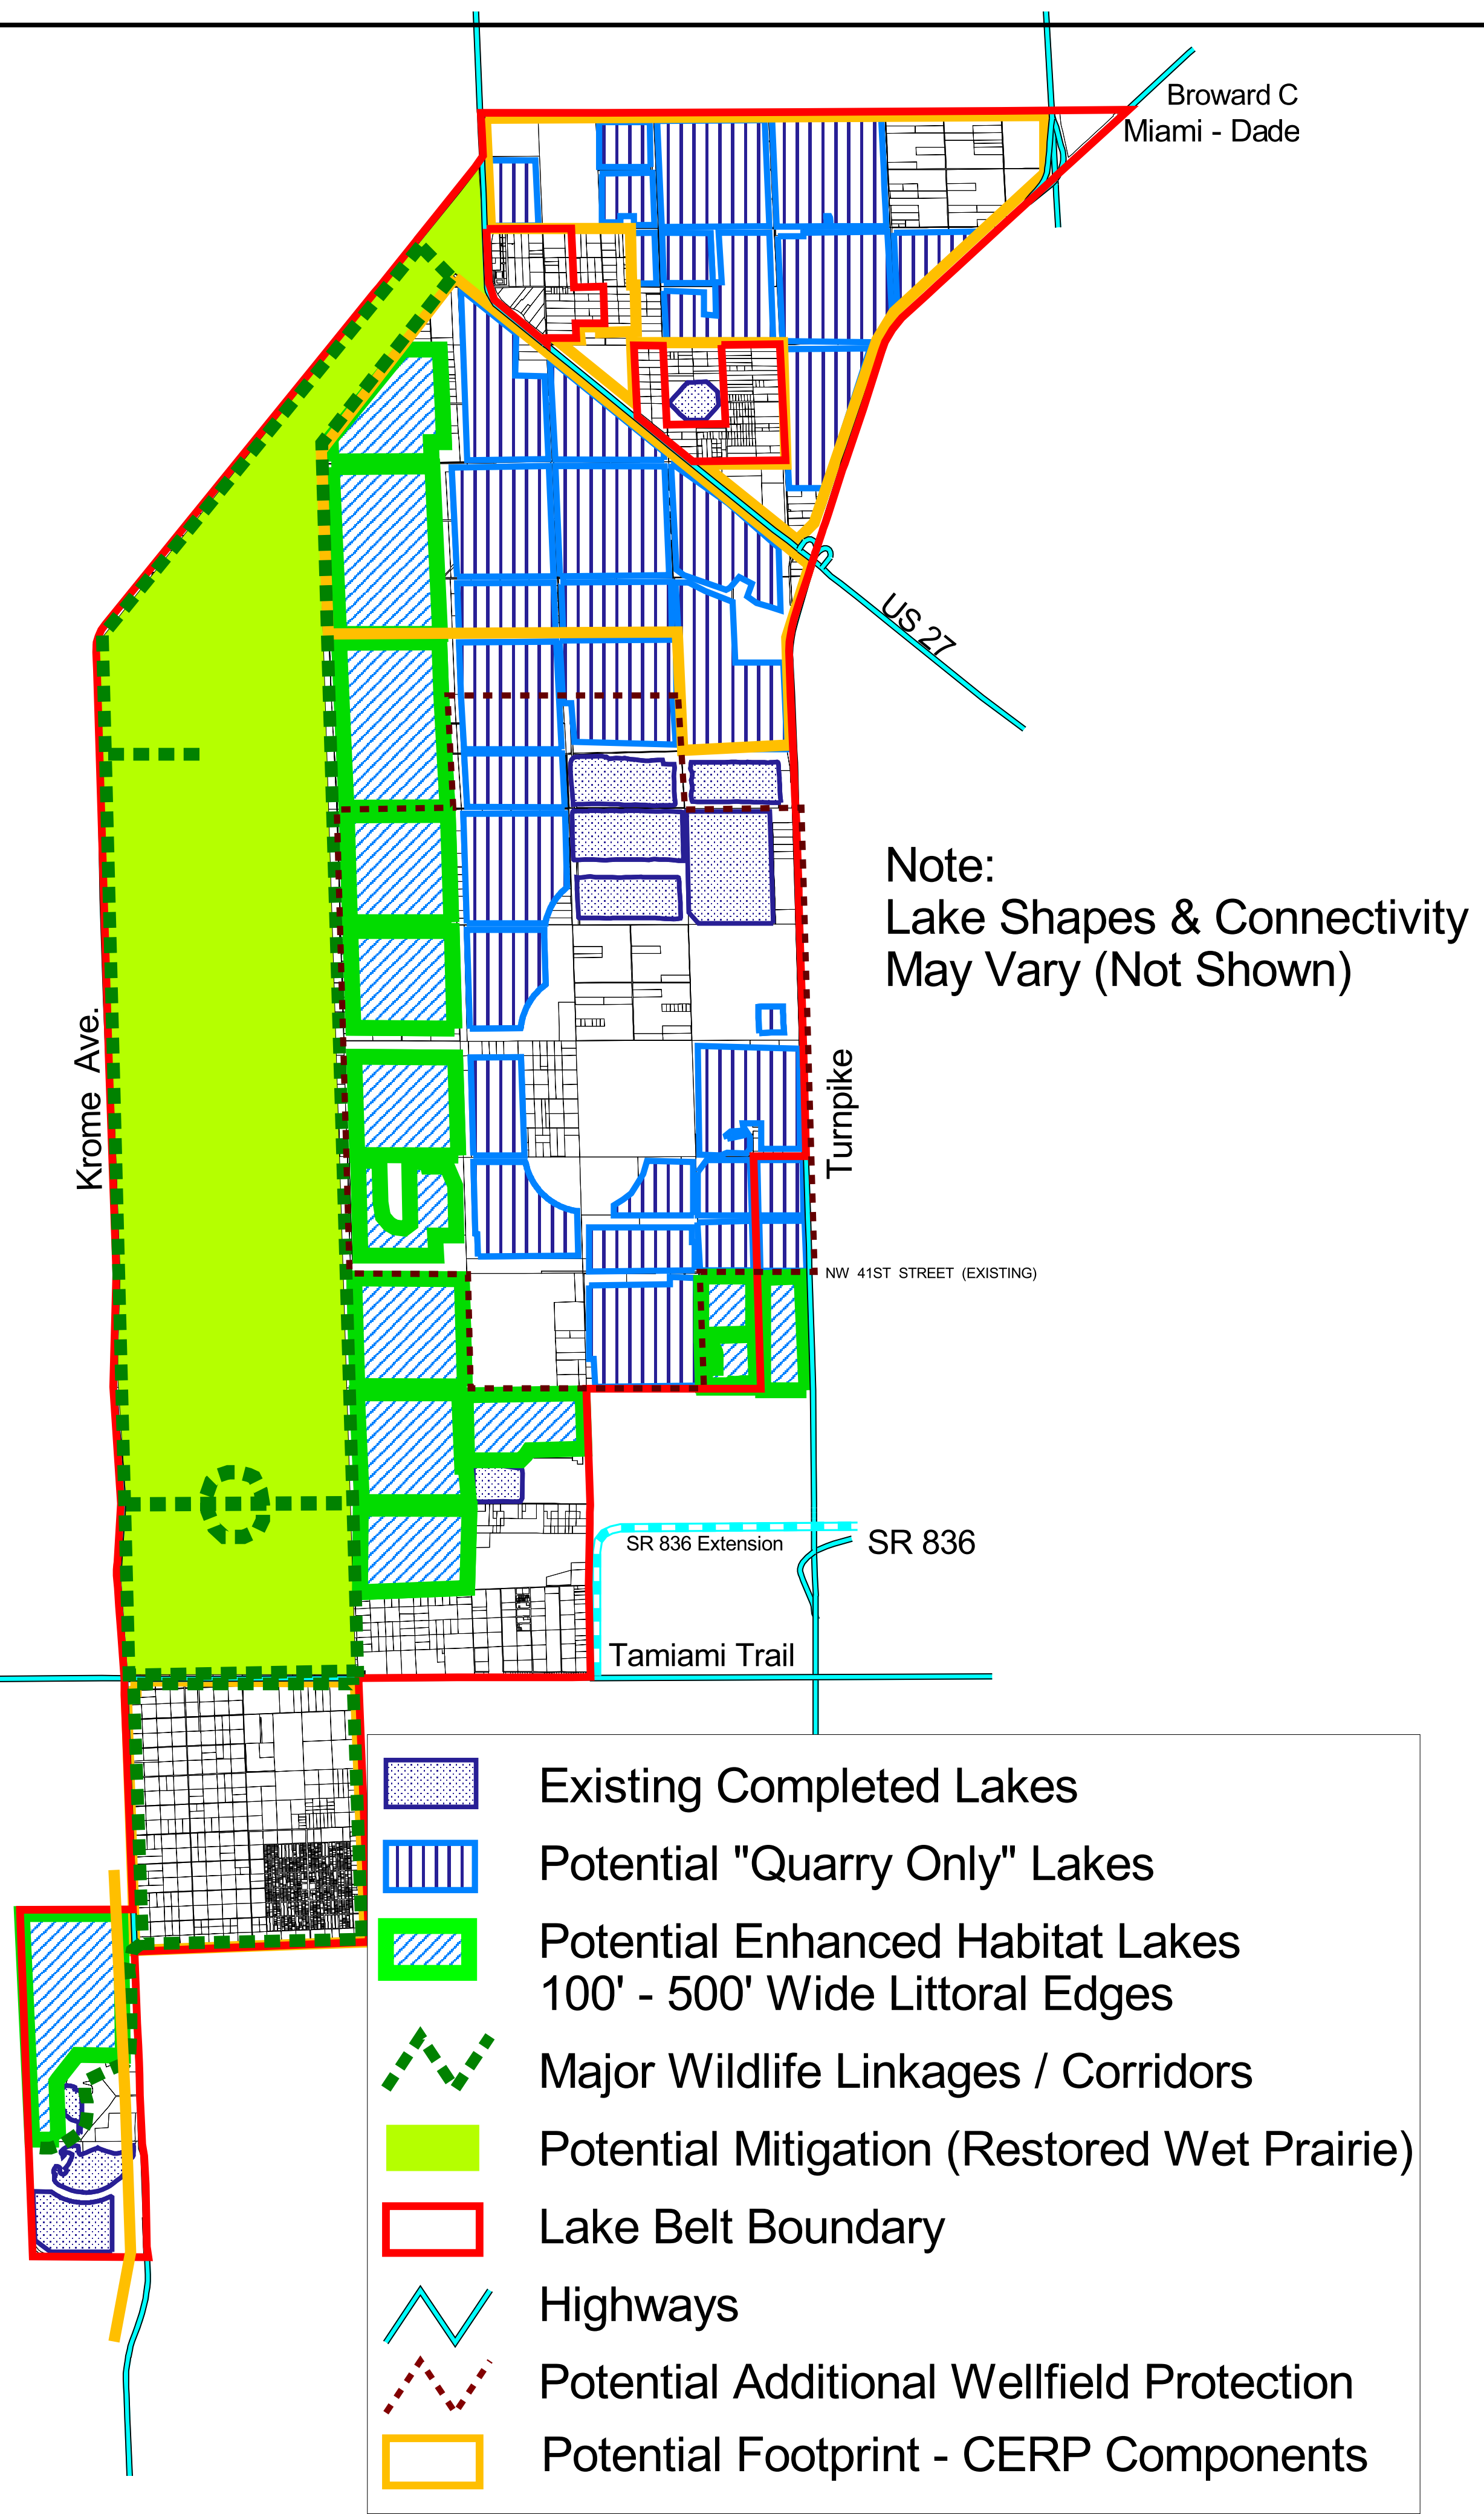 Broward C
Miami - Dade
US 27
Note:
Lake Shapes & Connectivity
May Vary (Not Shown)
Krome Ave.
Turnpike
NW 41ST STREET (EXISTING)
SR 836 Extension
SR 836
Tamiami Trail
Existing Completed Lakes
Potential "Quarry Only" Lakes
Potential Enhanced Habitat Lakes
100' - 500' Wide Littoral Edges
Major Wildlife Linkages / Corridors
Potential Mitigation (Restored Wet Prairie)
Lake Belt Boundary
Highways
Potential Additional Wellfield Protection
Potential Footprint - CERP Components